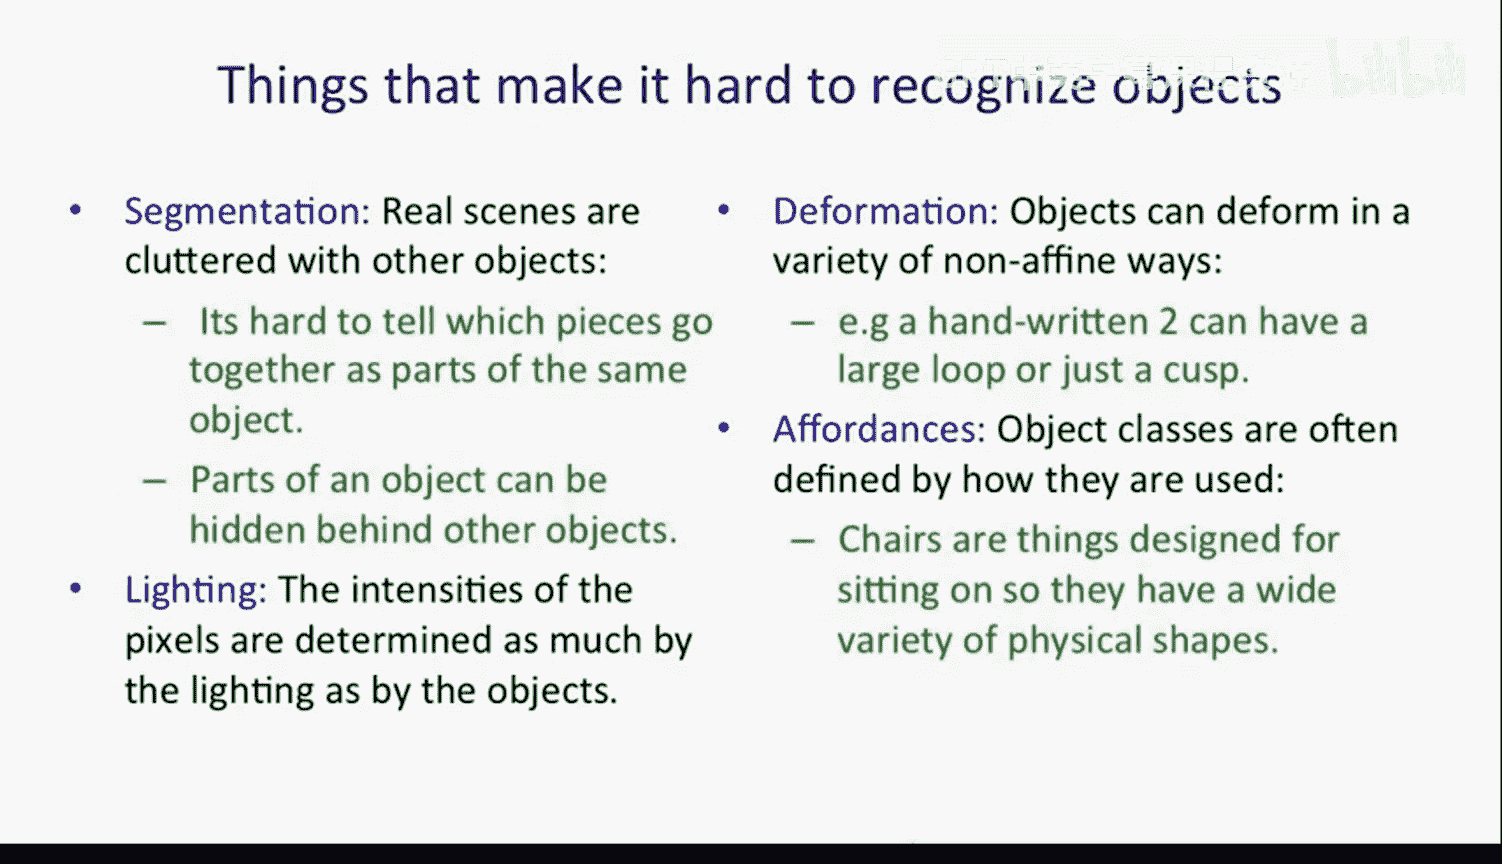 Things that make it hard to recognize objects
• Segmentation: Real scenes are
cluttered with other objects:
– Its hard to tell which pieces go
together as parts of the same
object.
– Parts of an object can be
hidden behind other objects.
• Lighting: The intensities of the
pixels are determined as much by
the lighting as by the objects.
• Deformation: Objects can deform in a
variety of non-affine ways:
– e.g a hand-written 2 can have a
large loop or just a cusp.
• Affordances: Object classes are often
defined by how they are used:
– Chairs are things designed for
sitting on so they have a wide
variety of physical shapes.
bilibili